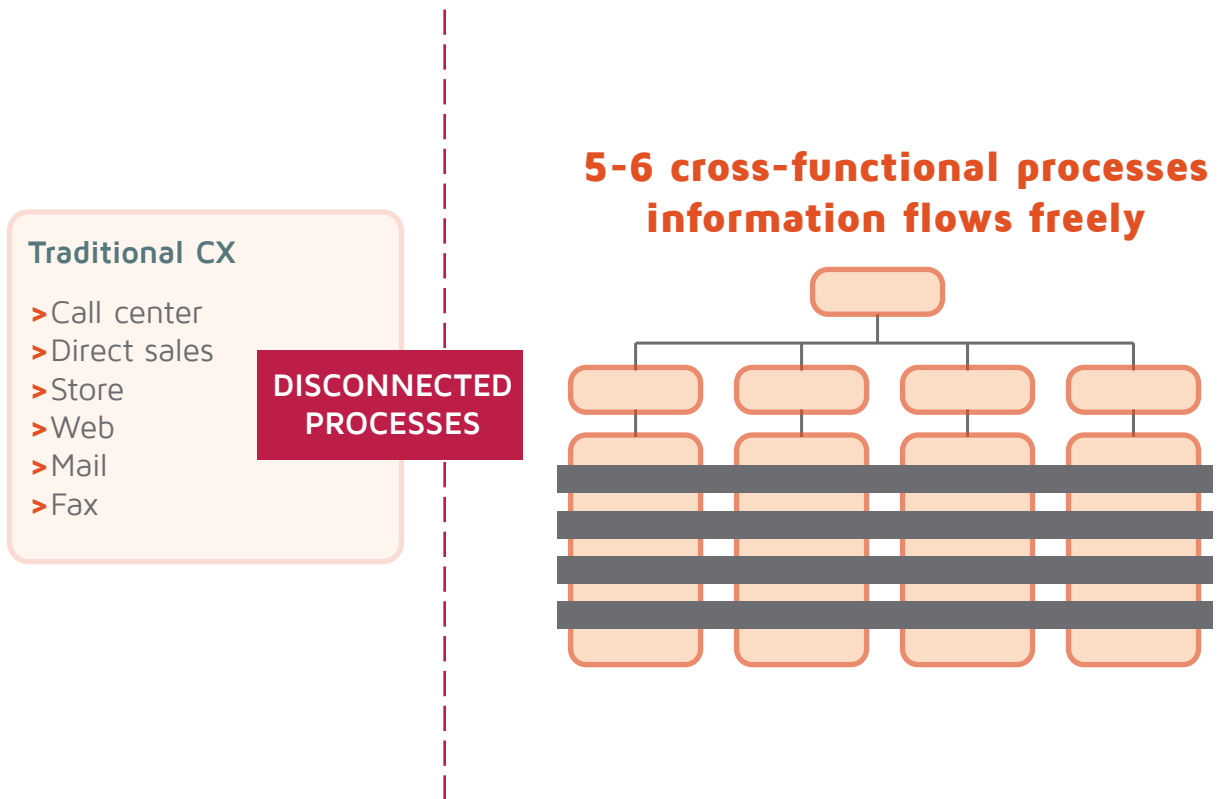 5-6 cross-functional processes
information flows freely
Traditional CX
>Call center
>Direct sales
>Store
>Web
>Mail
>Fax
DISCONNECTED
PROCESSES